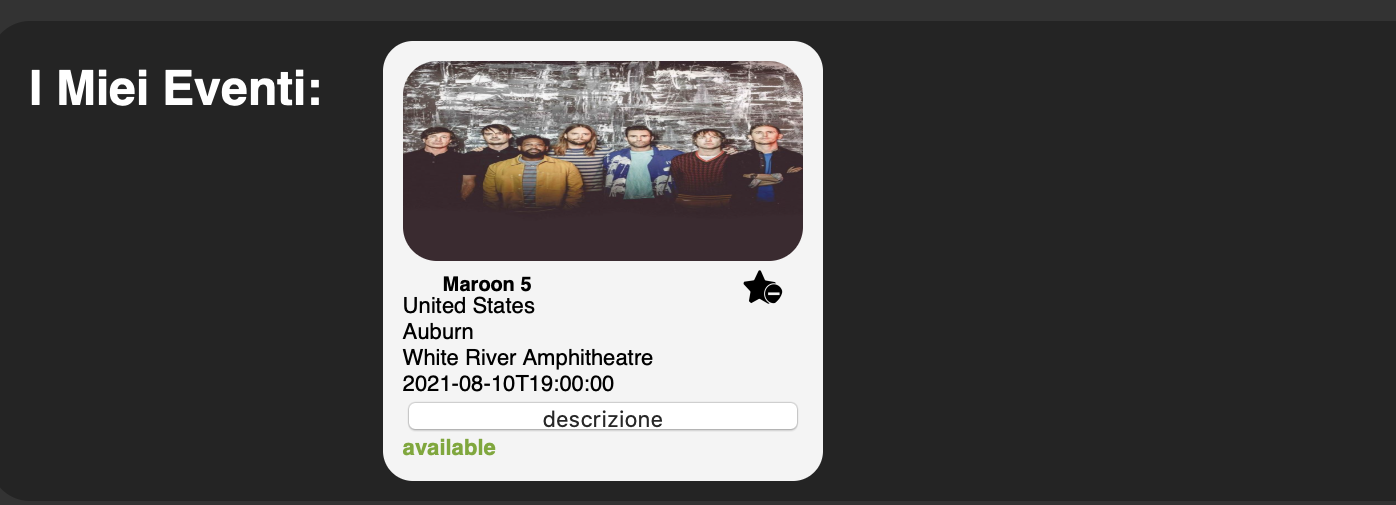 I Miei Eventi:
Maroon 5
United States
Auburn
White River Amphitheatre
2021-08-10T19:00:00
descrizione
available